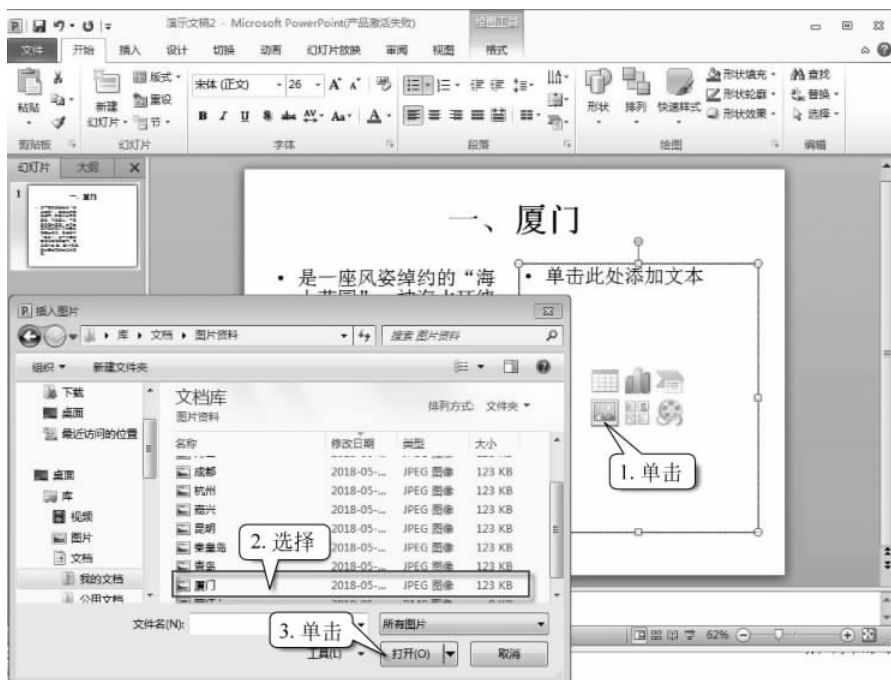 演示文稿2 - Microsoft PowerPoint(产品激活失败)
绘图工具
文件 开始 插入 设计 切换 动画 幻灯片放映 审阅 视图 格式
粘贴
新建
幻灯片
版式
重设
节
宋体 (正文) 26
B I U S abc AV Aa A
形状 排列 快速样式
形状填充
形状轮廓
形状效果
查找
替换
选择
剪贴板 幻灯片 字体 段落 绘图 编辑
幻灯片 大纲
1
一、厦门
一、厦门
• 是一座风姿绰约的“海
• 单击此处添加文本
插入图片
库 文档 图片资料
搜索 图片资料
组织 新建文件夹
下载
桌面
最近访问的位置
桌面
库
视频
图片
文档
我的文档
公用文档
文档库
图片资料
排列方式: 文件夹
名称 修改日期 类型 大小
成都 2018-05-... JPEG 图像 123 KB
杭州 2018-05-... JPEG 图像 123 KB
嘉兴 2018-05-... JPEG 图像 123 KB
昆明 2018-05-... JPEG 图像 123 KB
秦皇岛 2018-05-... JPEG 图像 123 KB
青岛 2018-05-... JPEG 图像 123 KB
厦门 2018-05-... JPEG 图像 123 KB
1. 单击
2. 选择
3. 单击
文件名(N):
所有图片
工具(L)
打开(O)
取消
62%